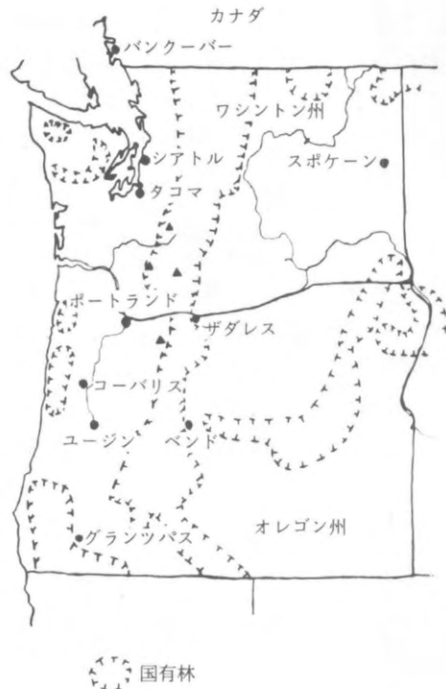 カナダ
バンクーバー
ワシントン州
シアトル
スポケーン
タコマ
ポートランド
ザダレス
コーバリス
ユージン
ベンド
グランツパス
オレゴン州
国有林